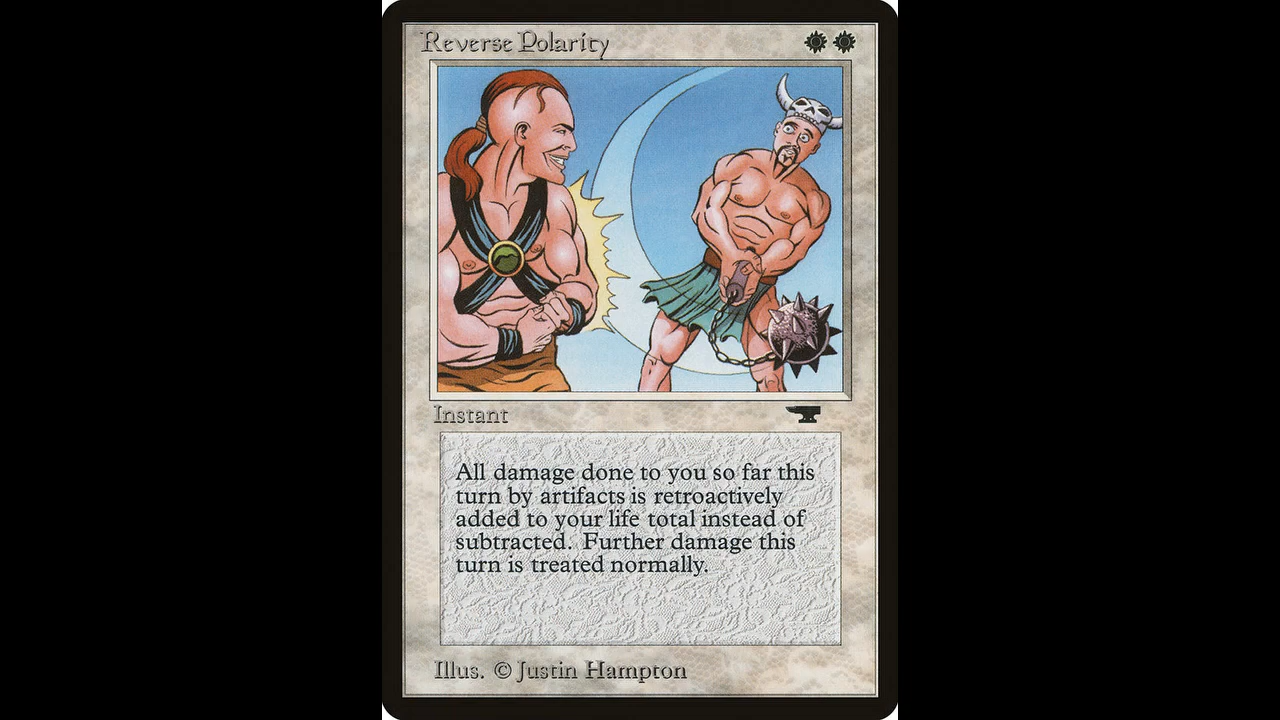 Reverse Polarity
Instant
All damage done to you so far this
turn by artifacts is retroactively
added to your life total instead of
subtracted. Further damage this
turn is treated normally.
Illus. © Justin Hampton